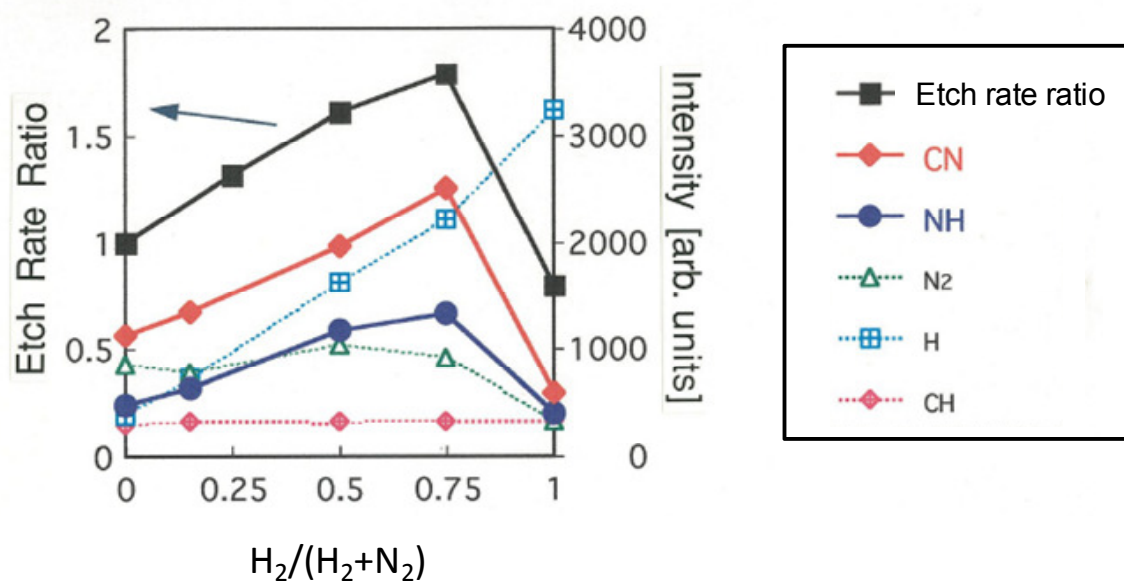 Etch Rate Ratio
2
1.5
1
0.5
0
4000
3000
2000
1000
0
Intensity [arb. units]
0 0.25 0.5 0.75 1
H₂/(H₂+N₂)
Etch rate ratio
CN
NH
N2
H
CH